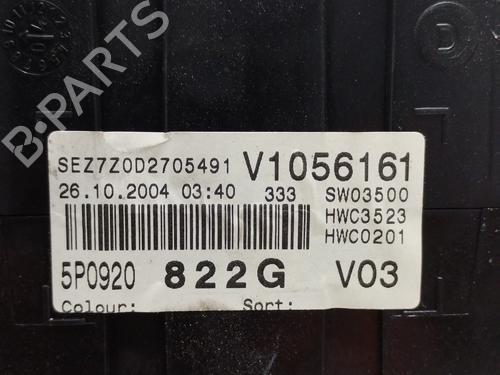 B-PARTS
D
SEZ7Z0D2705491 V1056161
26.10.2004 03:40 333 SW03500
HWC3523
HWC0201
5P0920 822G V03
Colour: Sort: